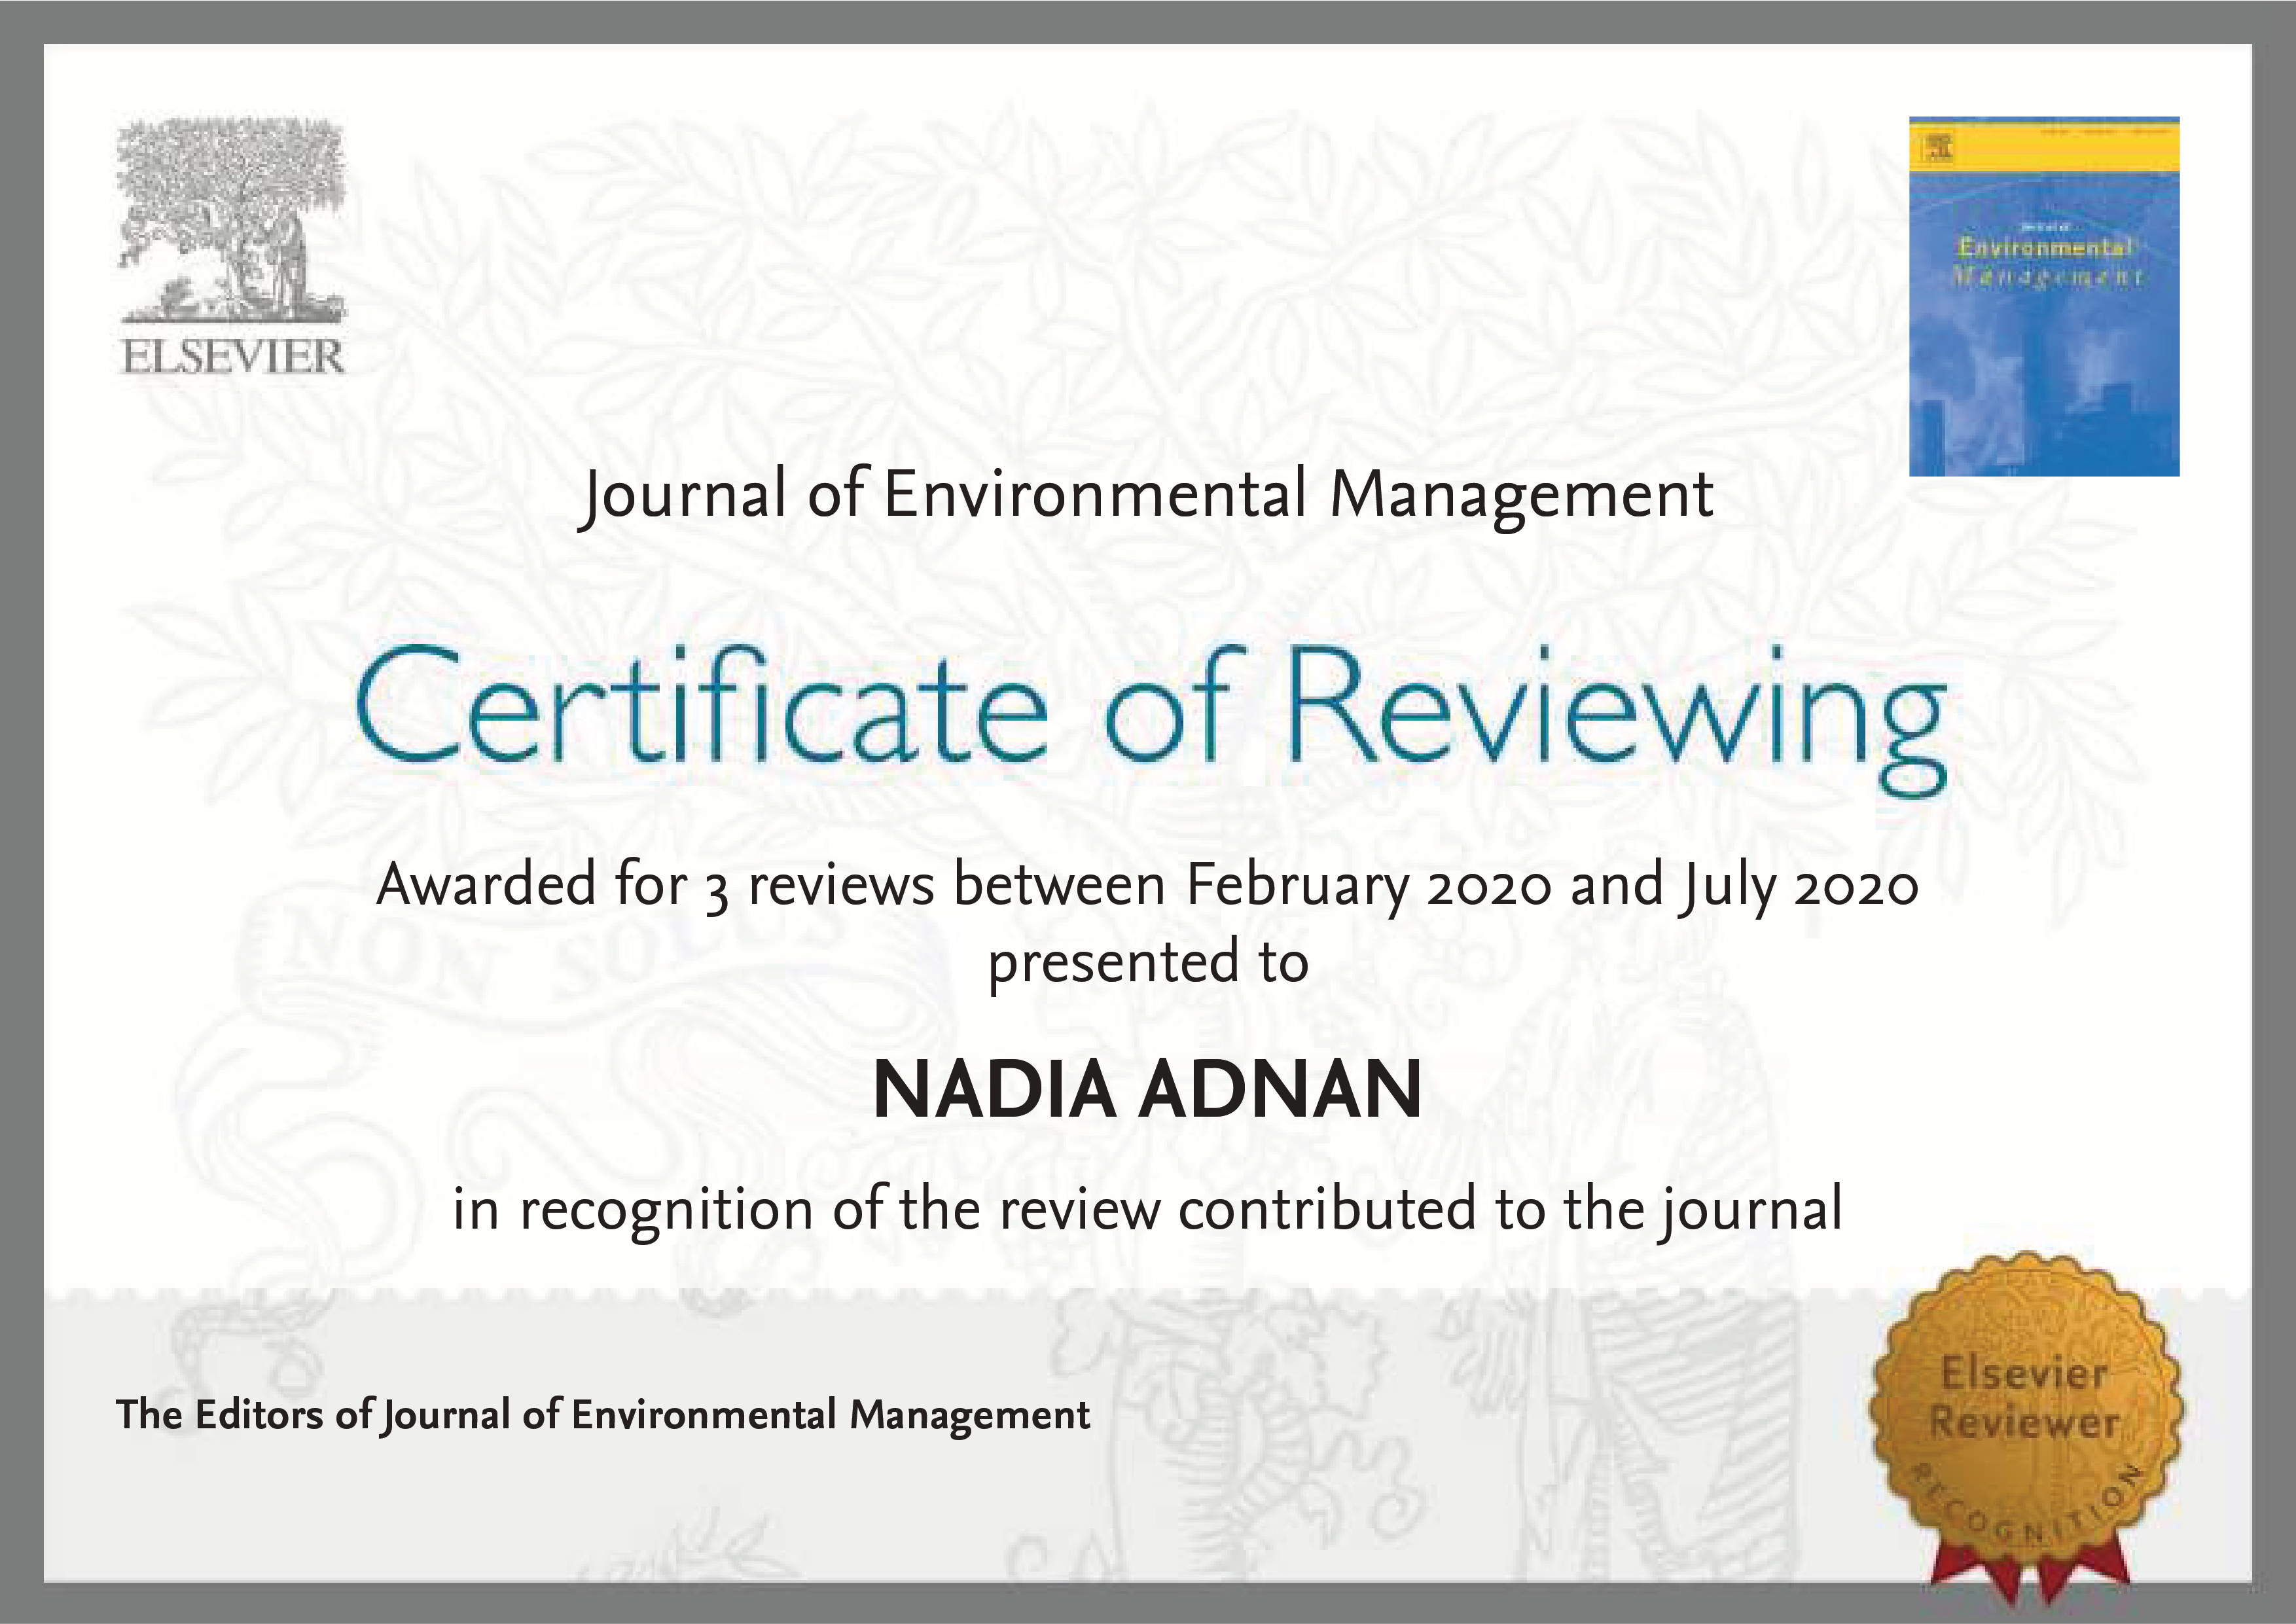 ELSEVIER
Environmental
Management
Journal of Environmental Management
Certificate of Reviewing
Awarded for 3 reviews between February 2020 and July 2020
presented to
NON SOLUS
NADIA ADNAN
in recognition of the review contributed to the journal
The Editors of Journal of Environmental Management
Elsevier
Reviewer
RECOGNITION